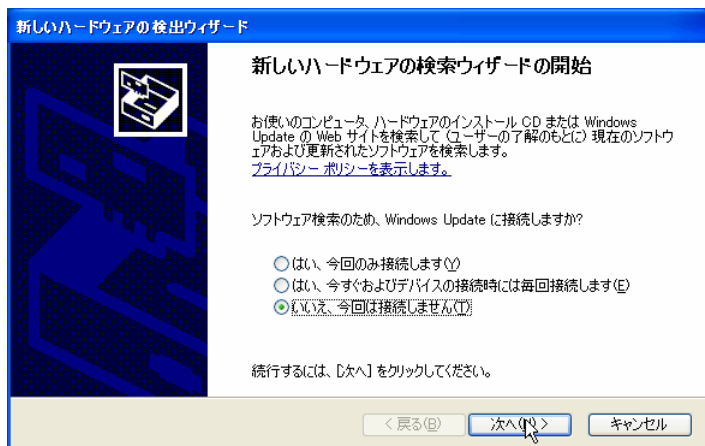 新しいハードウェアの検出ウィザード
新しいハードウェアの検索ウィザードの開始
お使いのコンピュータ、ハードウェアのインストール CD または Windows
Update の Web サイトを検索して (ユーザーの了解のもとに) 現在のソフトウ
ェアおよび更新されたソフトウェアを検索します。
プライバシー ポリシーを表示します。
ソフトウェア検索のため、Windows Update に接続しますか?
はい、今回のみ接続します(Y)
はい、今すぐおよびデバイスの接続時には毎回接続します(E)
いいえ、今回は接続しません(T)
続行するには、[次へ] をクリックしてください。
< 戻る(B) 次へ(N) > キャンセル